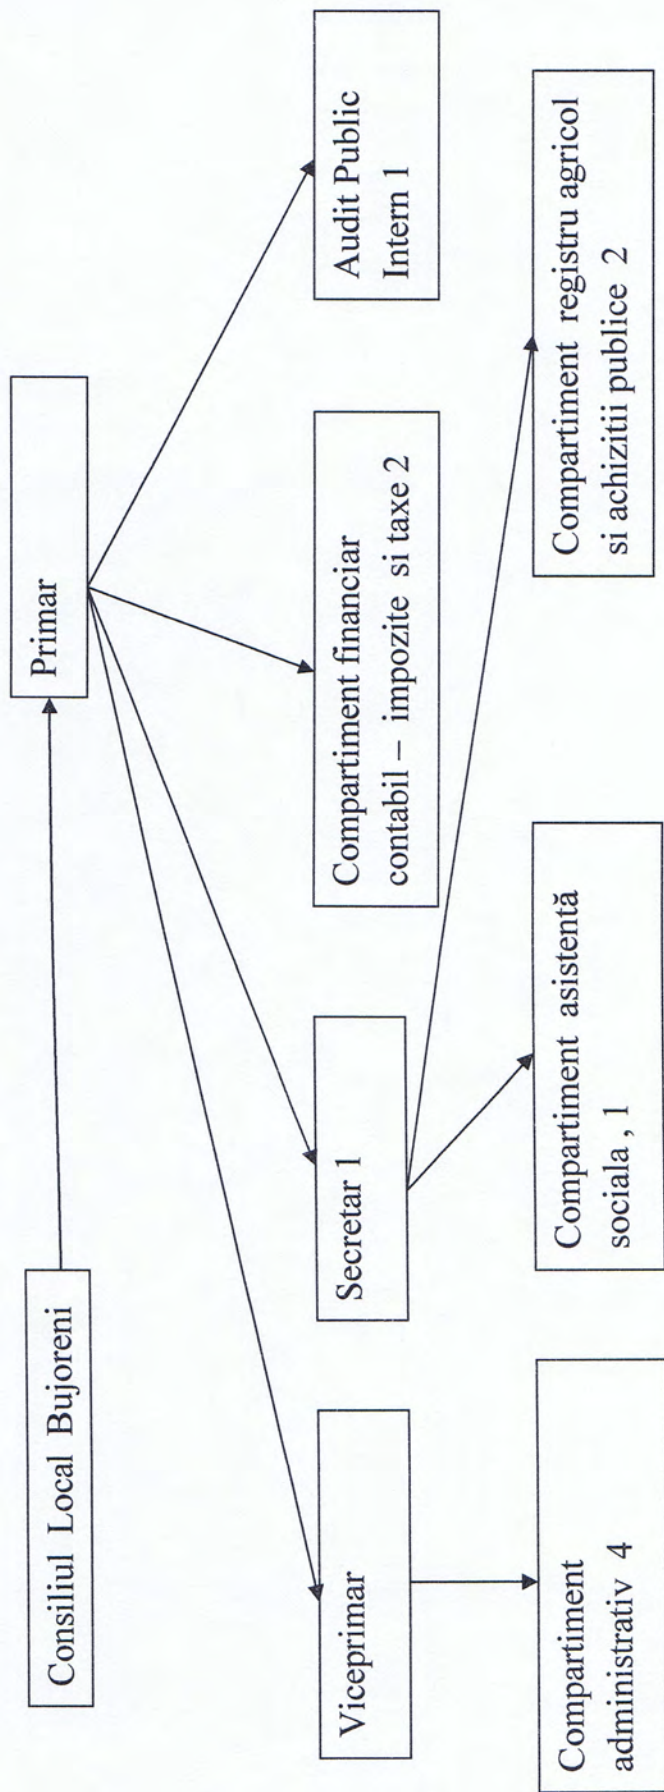 Consiliul Local Bujoreni
Primar
Viceprimar
Secretar 1
Compartiment financiar
contabil – impozite si taxe 2
Audit Public
Intern 1
Compartiment
administrativ 4
Compartiment asistentă
sociala , 1
Compartiment registru agricol
si achizitii publice 2